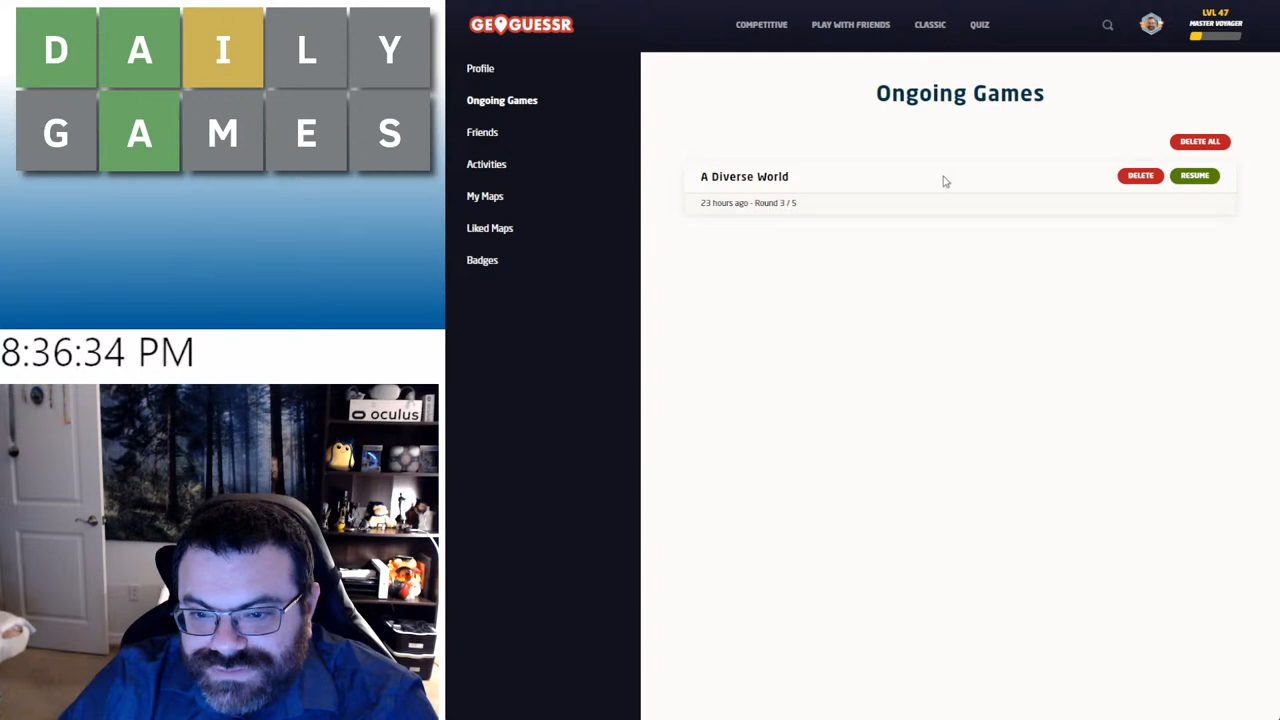 DAILY
GAMES
8:36:34 PM
oculus
GEOGUESSR
COMPETITIVE
PLAY WITH FRIENDS
CLASSIC
QUIZ
LVL 47
MASTER VOYAGER
Profile
Ongoing Games
Friends
Activities
My Maps
Liked Maps
Badges
Ongoing Games
DELETE ALL
A Diverse World
DELETE
RESUME
23 hours ago - Round 3 / 5